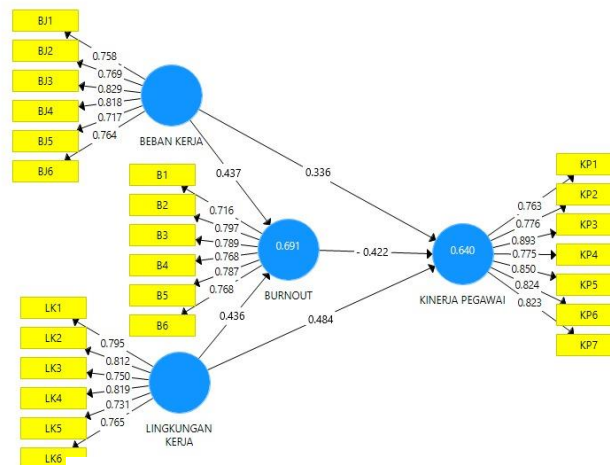 BJ1
BJ2
BJ3
BJ4
BJ5
BJ6
0.758
0.769
0.829
0.818
0.717
0.764
BEBAN KERJA
0.437
0.336
B1
B2
B3
B4
B5
B6
0.716
0.797
0.789
0.768
0.787
0.768
0.691
BURNOUT
-0.422
0.436
0.484
0.640
KINERJA PEGAWAI
0.763
0.776
0.893
0.775
0.850
0.824
0.823
KP1
KP2
KP3
KP4
KP5
KP6
KP7
LK1
LK2
LK3
LK4
LK5
LK6
0.795
0.812
0.750
0.819
0.731
0.765
LINGKUNGAN
KERJA